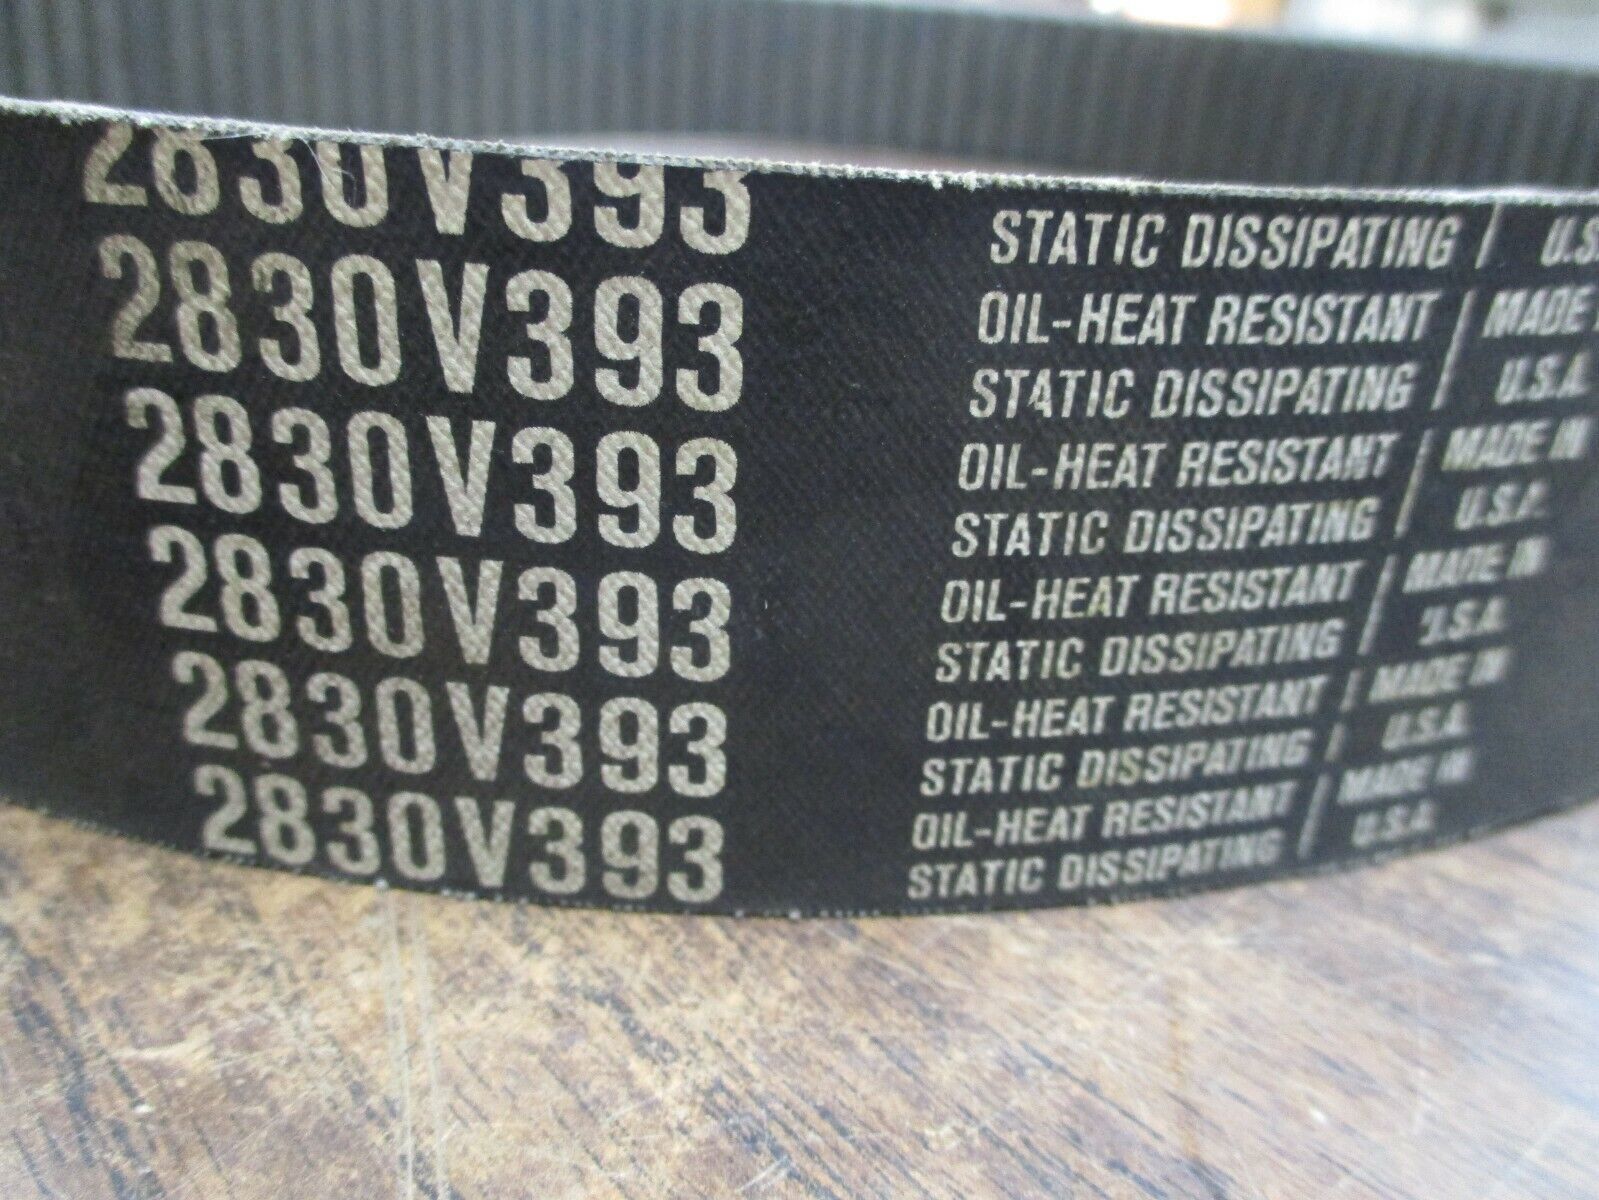 2830V393
STATIC DISSIPATING | U.S.
2830V393
OIL-HEAT RESISTANT | MADE
STATIC DISSIPATING | U.S.A.
2830V393
OIL-HEAT RESISTANT | MADE IN
STATIC DISSIPATING | U.S.A.
2830V393
OIL-HEAT RESISTANT | MADE IN
STATIC DISSIPATING | U.S.A.
2830V393
OIL-HEAT RESISTANT | MADE IN
STATIC DISSIPATING | U.S.A.
2830V393
OIL-HEAT RESISTANT | MADE IN
STATIC DISSIPATING | U.S.A.